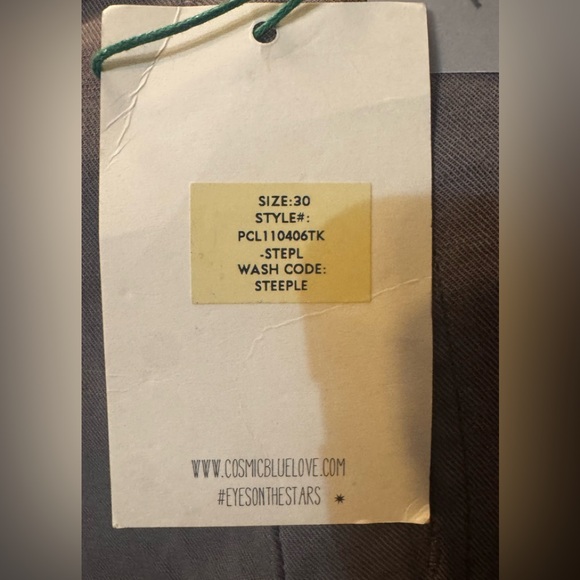 SIZE:30
STYLE#:
PCL110406TK
-STEPL
WASH CODE:
STEEPLE
WWW.COSMICBLUELOVE.COM
#EYESONTHESTARS